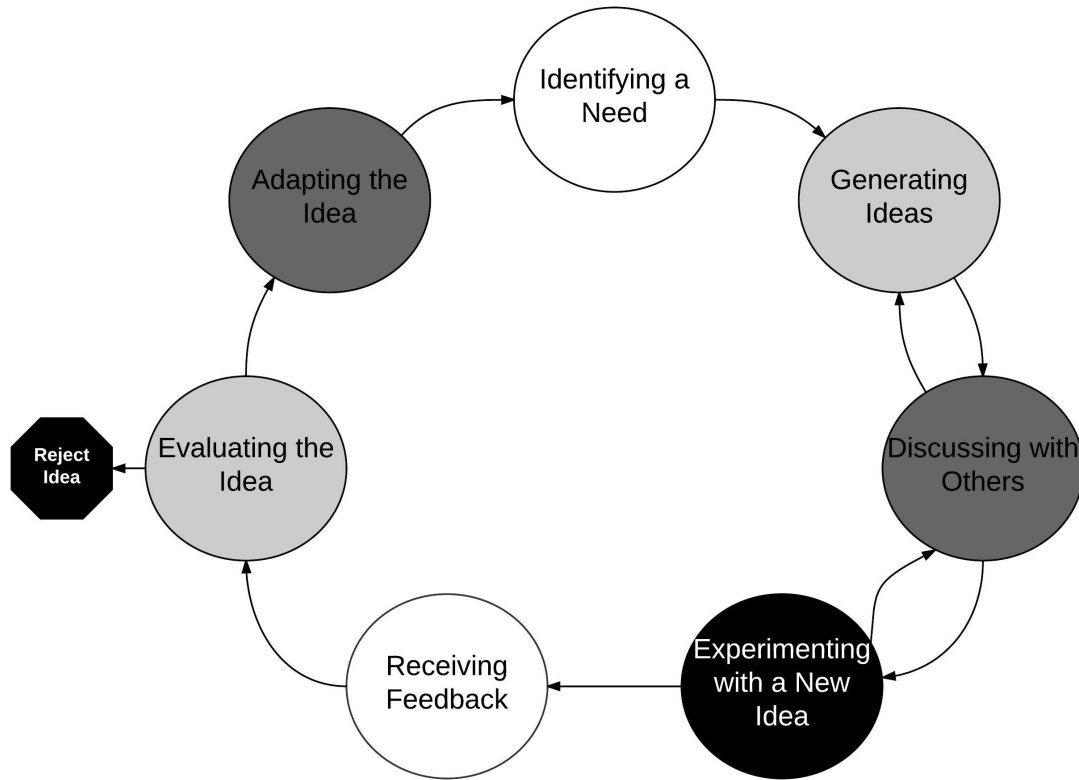 Identifying a
Need
Generating
Ideas
Discussing with
Others
Experimenting
with a New
Idea
Receiving
Feedback
Evaluating the
Idea
Reject
Idea
Adapting the
Idea